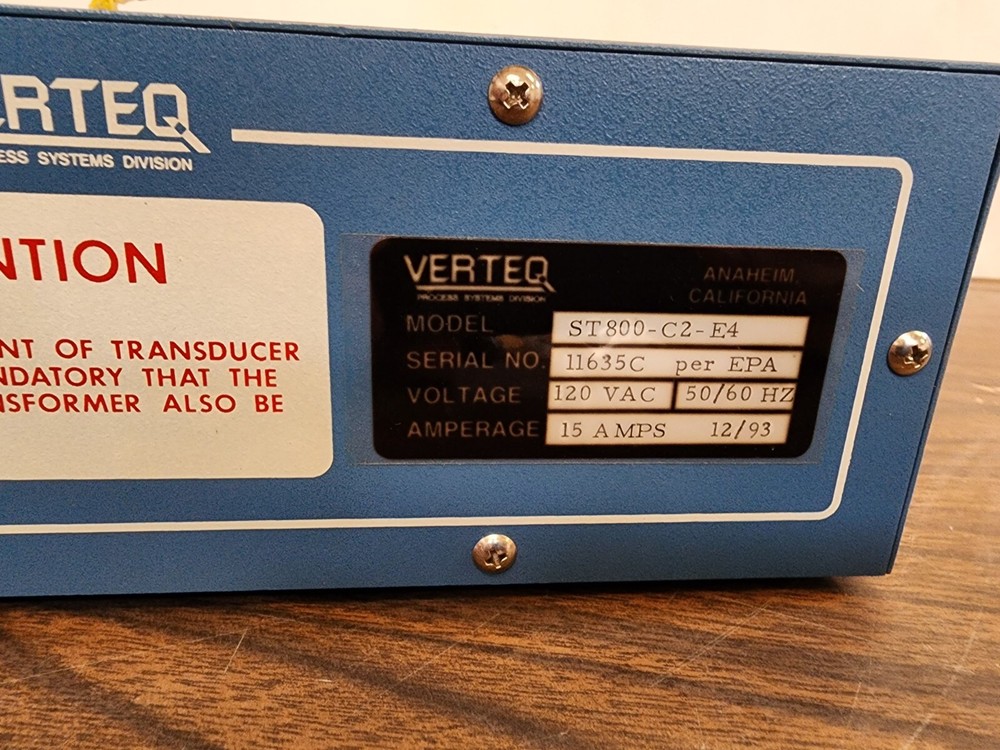 ERTEQ
ESS SYSTEMS DIVISION
NTION
NT OF TRANSDUCER
NDATORY THAT THE
NSFORMER ALSO BE
VERTEQ
PROCESS SYSTEMS DIVISION
ANAHEIM,
CALIFORNIA
MODEL ST800-C2-E4
SERIAL NO. 11635C per EPA
VOLTAGE 120 VAC 50/60 HZ
AMPERAGE 15 AMPS 12/93